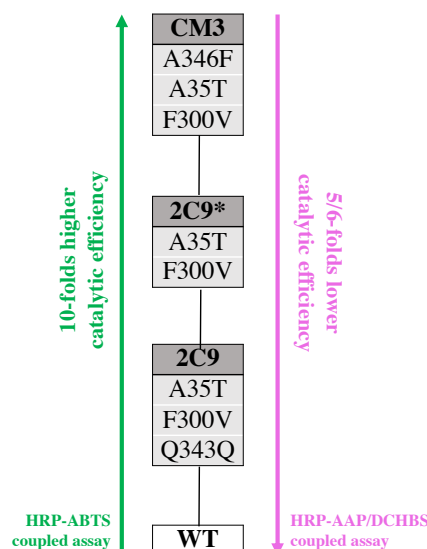 CM3
A346F
A35T
F300V
10-folds higher
catalytic efficiency
5/6-folds lower
catalytic efficiency
2C9*
A35T
F300V
2C9
A35T
F300V
Q343Q
HRP-ABTS
coupled assay
WT
HRP-AAP/DCHBS
coupled assay